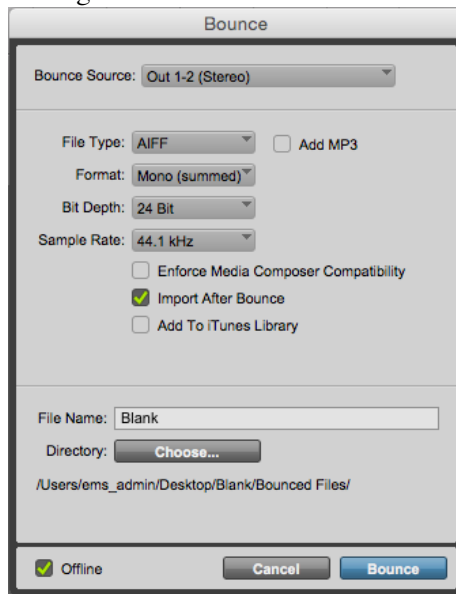 Bounce
Bounce Source: Out 1-2 (Stereo)
File Type: AIFF Add MP3
Format: Mono (summed)
Bit Depth: 24 Bit
Sample Rate: 44.1 kHz
Enforce Media Composer Compatibility
Import After Bounce
Add To iTunes Library
File Name: Blank
Directory: Choose...
/Users/ems_admin/Desktop/Blank/Bounced Files/
Offline Cancel Bounce